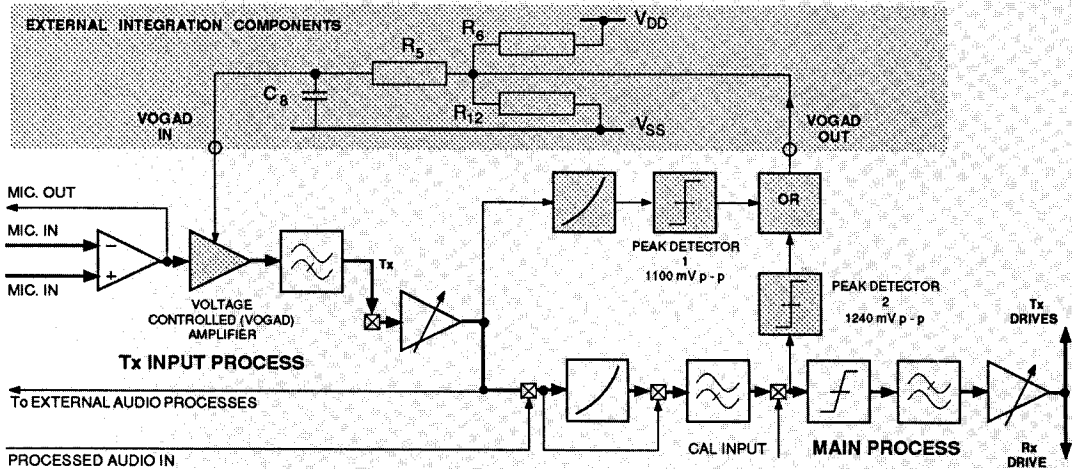 EXTERNAL INTEGRATION COMPONENTS
VDD
R6
R5
C8
R12
VSS
VOGAD
IN
VOGAD
OUT
MIC. OUT
MIC. IN
MIC. IN
−
+
OR
PEAK DETECTOR
1
1100 mV p - p
PEAK DETECTOR
2
1240 mV p - p
Tx
VOLTAGE
CONTROLLED (VOGAD)
AMPLIFIER
Tx INPUT PROCESS
Tx
DRIVES
To EXTERNAL AUDIO PROCESSES
PROCESSED AUDIO IN
CAL INPUT
MAIN PROCESS
Rx
DRIVE